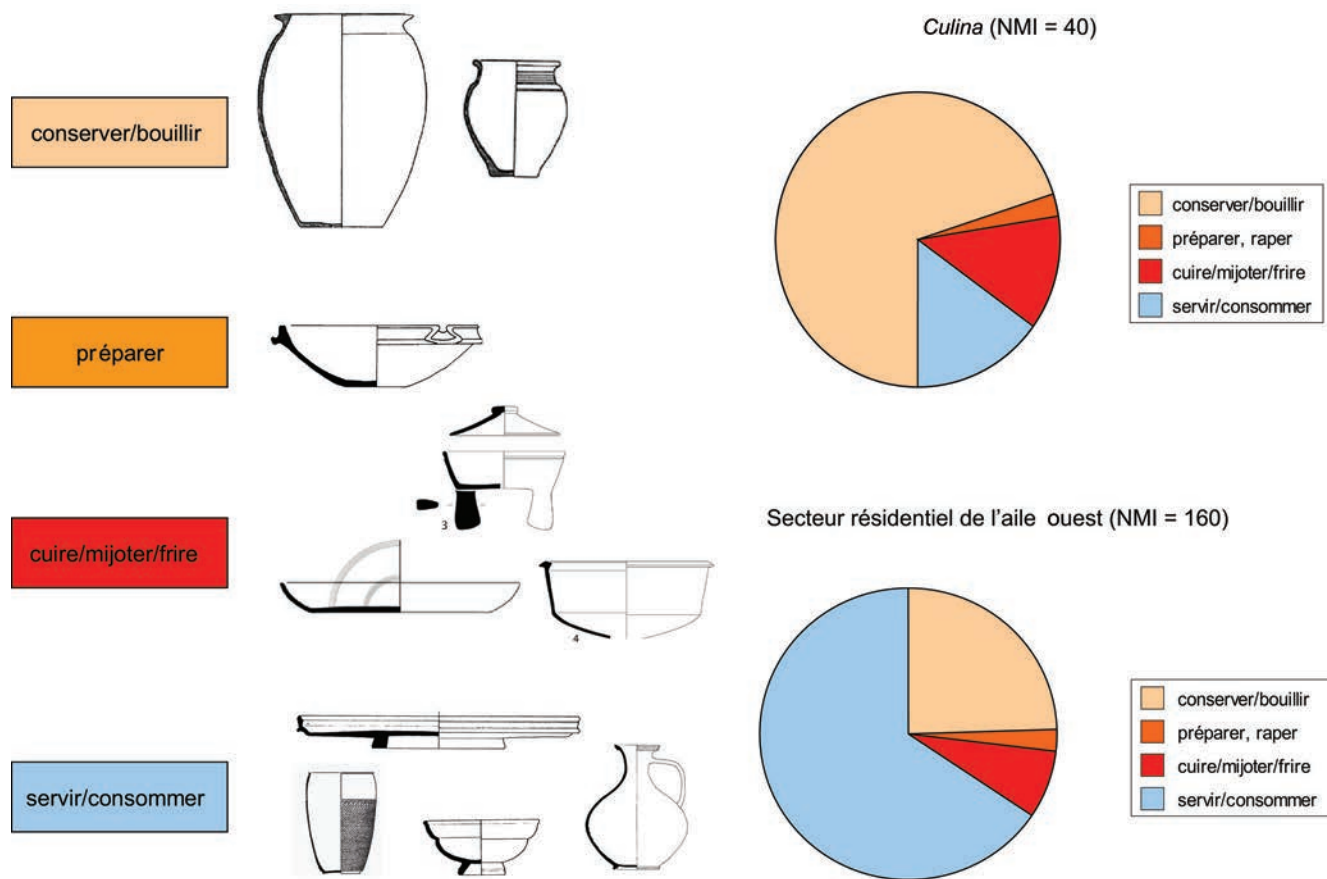 conserver/bouillir
préparer
3
cuire/mijoter/frire
4
servir/consommer
Culina (NMI = 40)
conserver/bouillir
préparer, raper
cuire/mijoter/frire
servir/consommer
Secteur résidentiel de l'aile ouest (NMI = 160)
conserver/bouillir
préparer, raper
cuire/mijoter/frire
servir/consommer